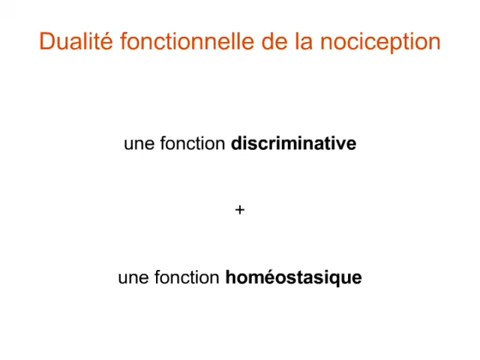 Dualité fonctionnelle de la nociception
une fonction discriminative
+
une fonction homéostasique